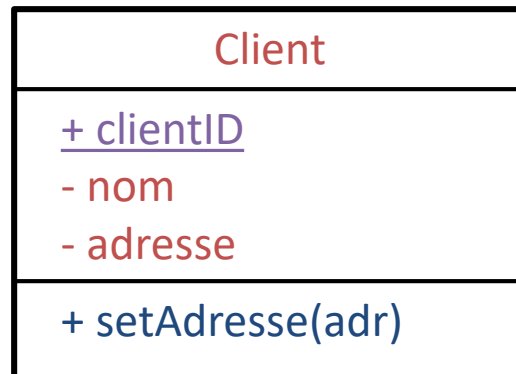 Client
+ clientID
- nom
- adresse
+ setAdresse(adr)